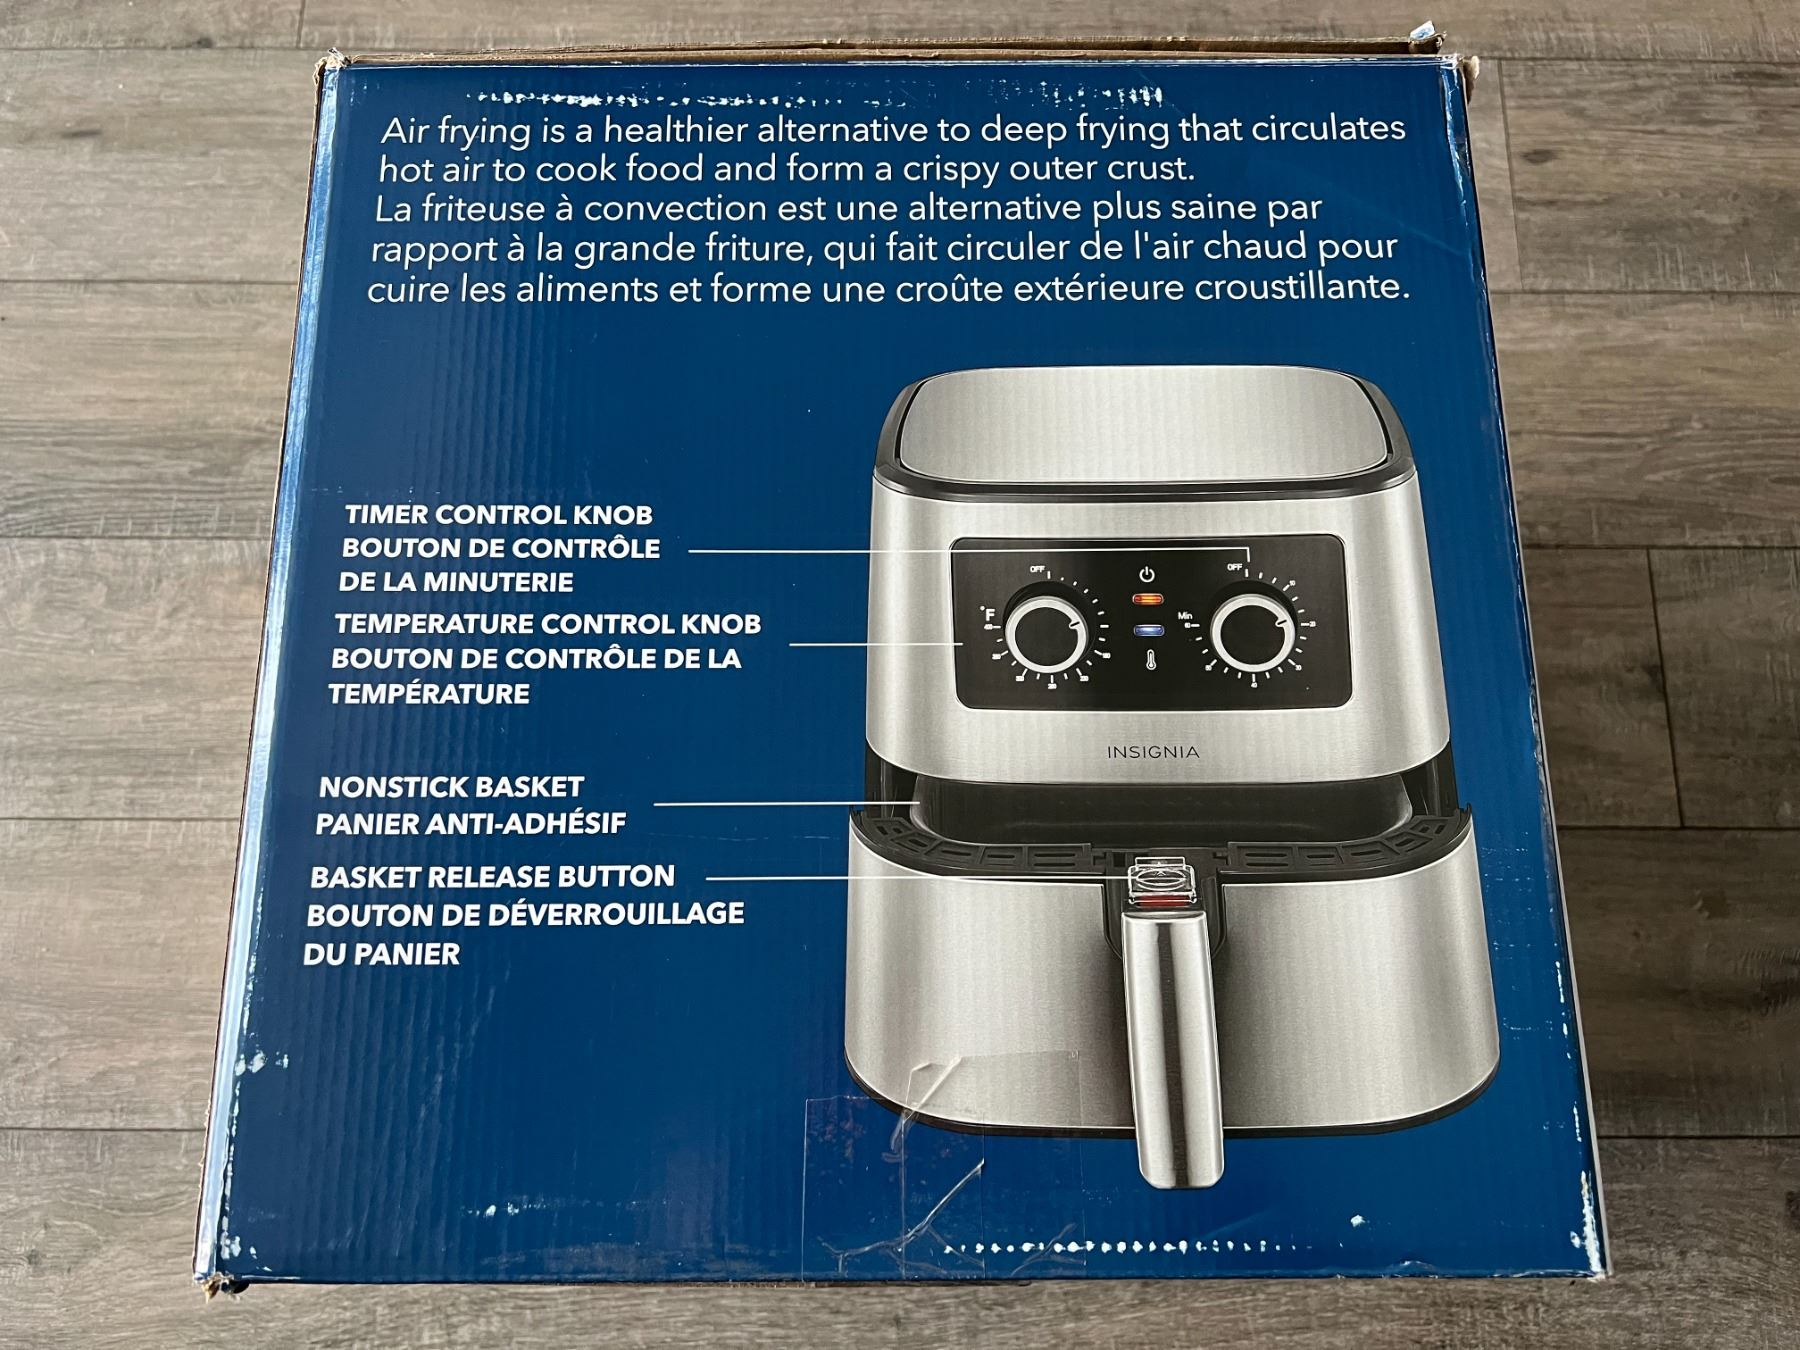 Air frying is a healthier alternative to deep frying that circulates
hot air to cook food and form a crispy outer crust.
La friteuse à convection est une alternative plus saine par
rapport à la grande friture, qui fait circuler de l'air chaud pour
cuire les aliments et forme une croûte extérieure croustillante.
TIMER CONTROL KNOB
BOUTON DE CONTRÔLE
DE LA MINUTERIE
TEMPERATURE CONTROL KNOB
BOUTON DE CONTRÔLE DE LA
TEMPÉRATURE
NONSTICK BASKET
PANIER ANTI-ADHÉSIF
BASKET RELEASE BUTTON
BOUTON DE DÉVERROUILLAGE
DU PANIER
OFF
°F
OFF
Min
INSIGNIA